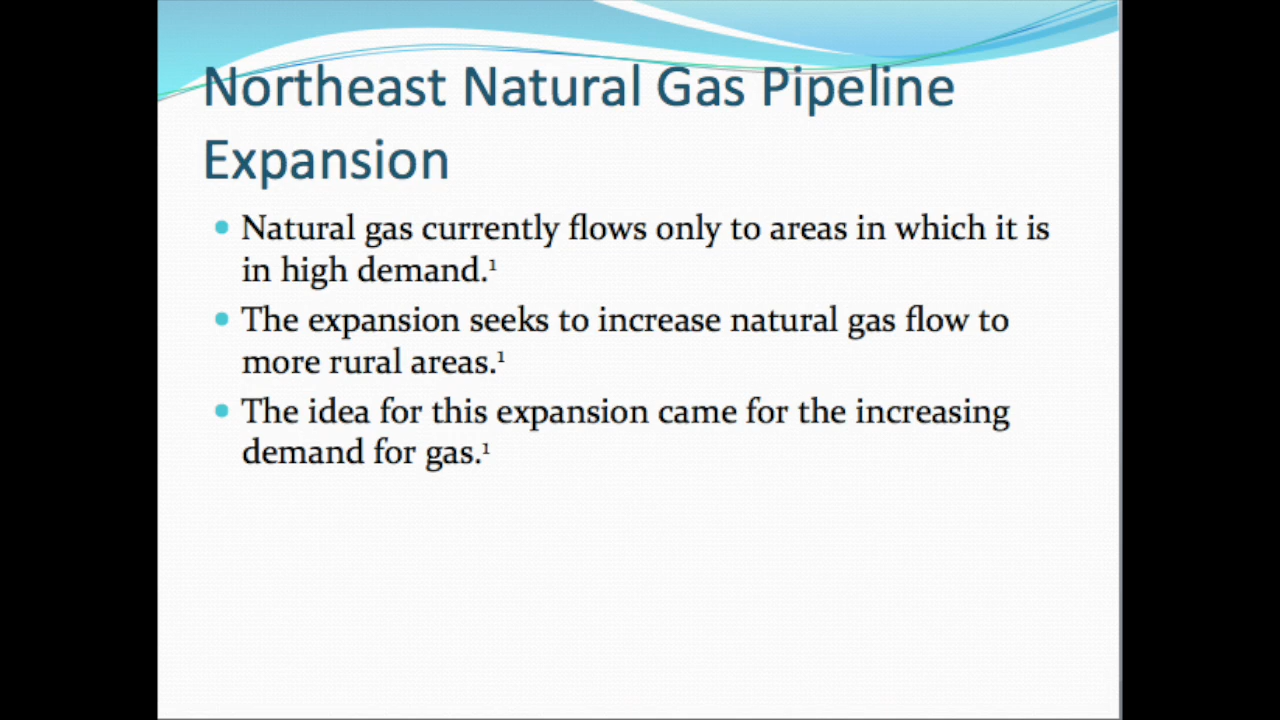 Northeast Natural Gas Pipeline
Expansion
• Natural gas currently flows only to areas in which it is
in high demand.¹
• The expansion seeks to increase natural gas flow to
more rural areas.¹
• The idea for this expansion came for the increasing
demand for gas.¹